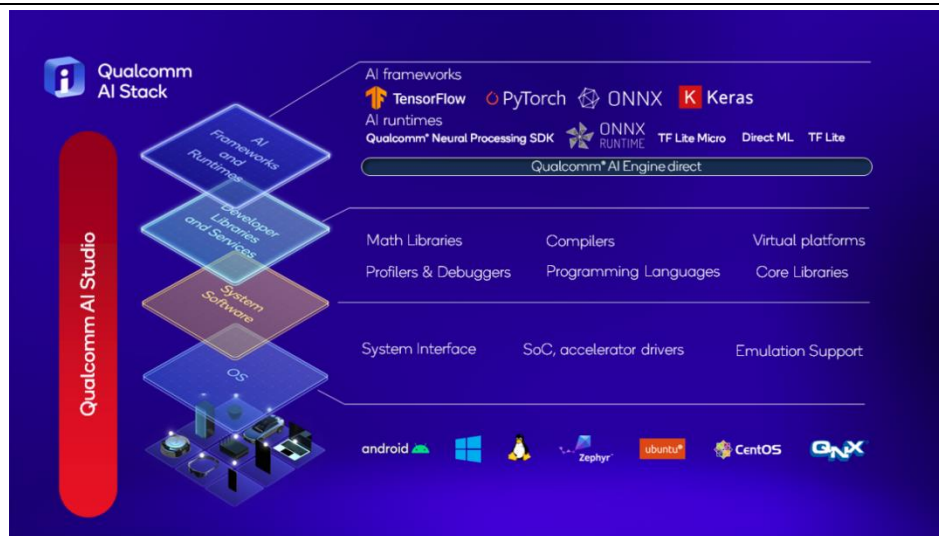 Qualcomm
AI Stack
Qualcomm AI Studio
AI
Frameworks
and
Runtimes
Developer
Libraries
and Services
System
Software
OS
AI frameworks
TensorFlow PyTorch ONNX K Keras
AI runtimes
Qualcomm® Neural Processing SDK ONNX RUNTIME TF Lite Micro Direct ML TF Lite
Qualcomm® AI Engine direct
Math Libraries Compilers Virtual platforms
Profilers & Debuggers Programming Languages Core Libraries
System Interface SoC, accelerator drivers Emulation Support
android Zephyr ubuntu® CentOS QNX